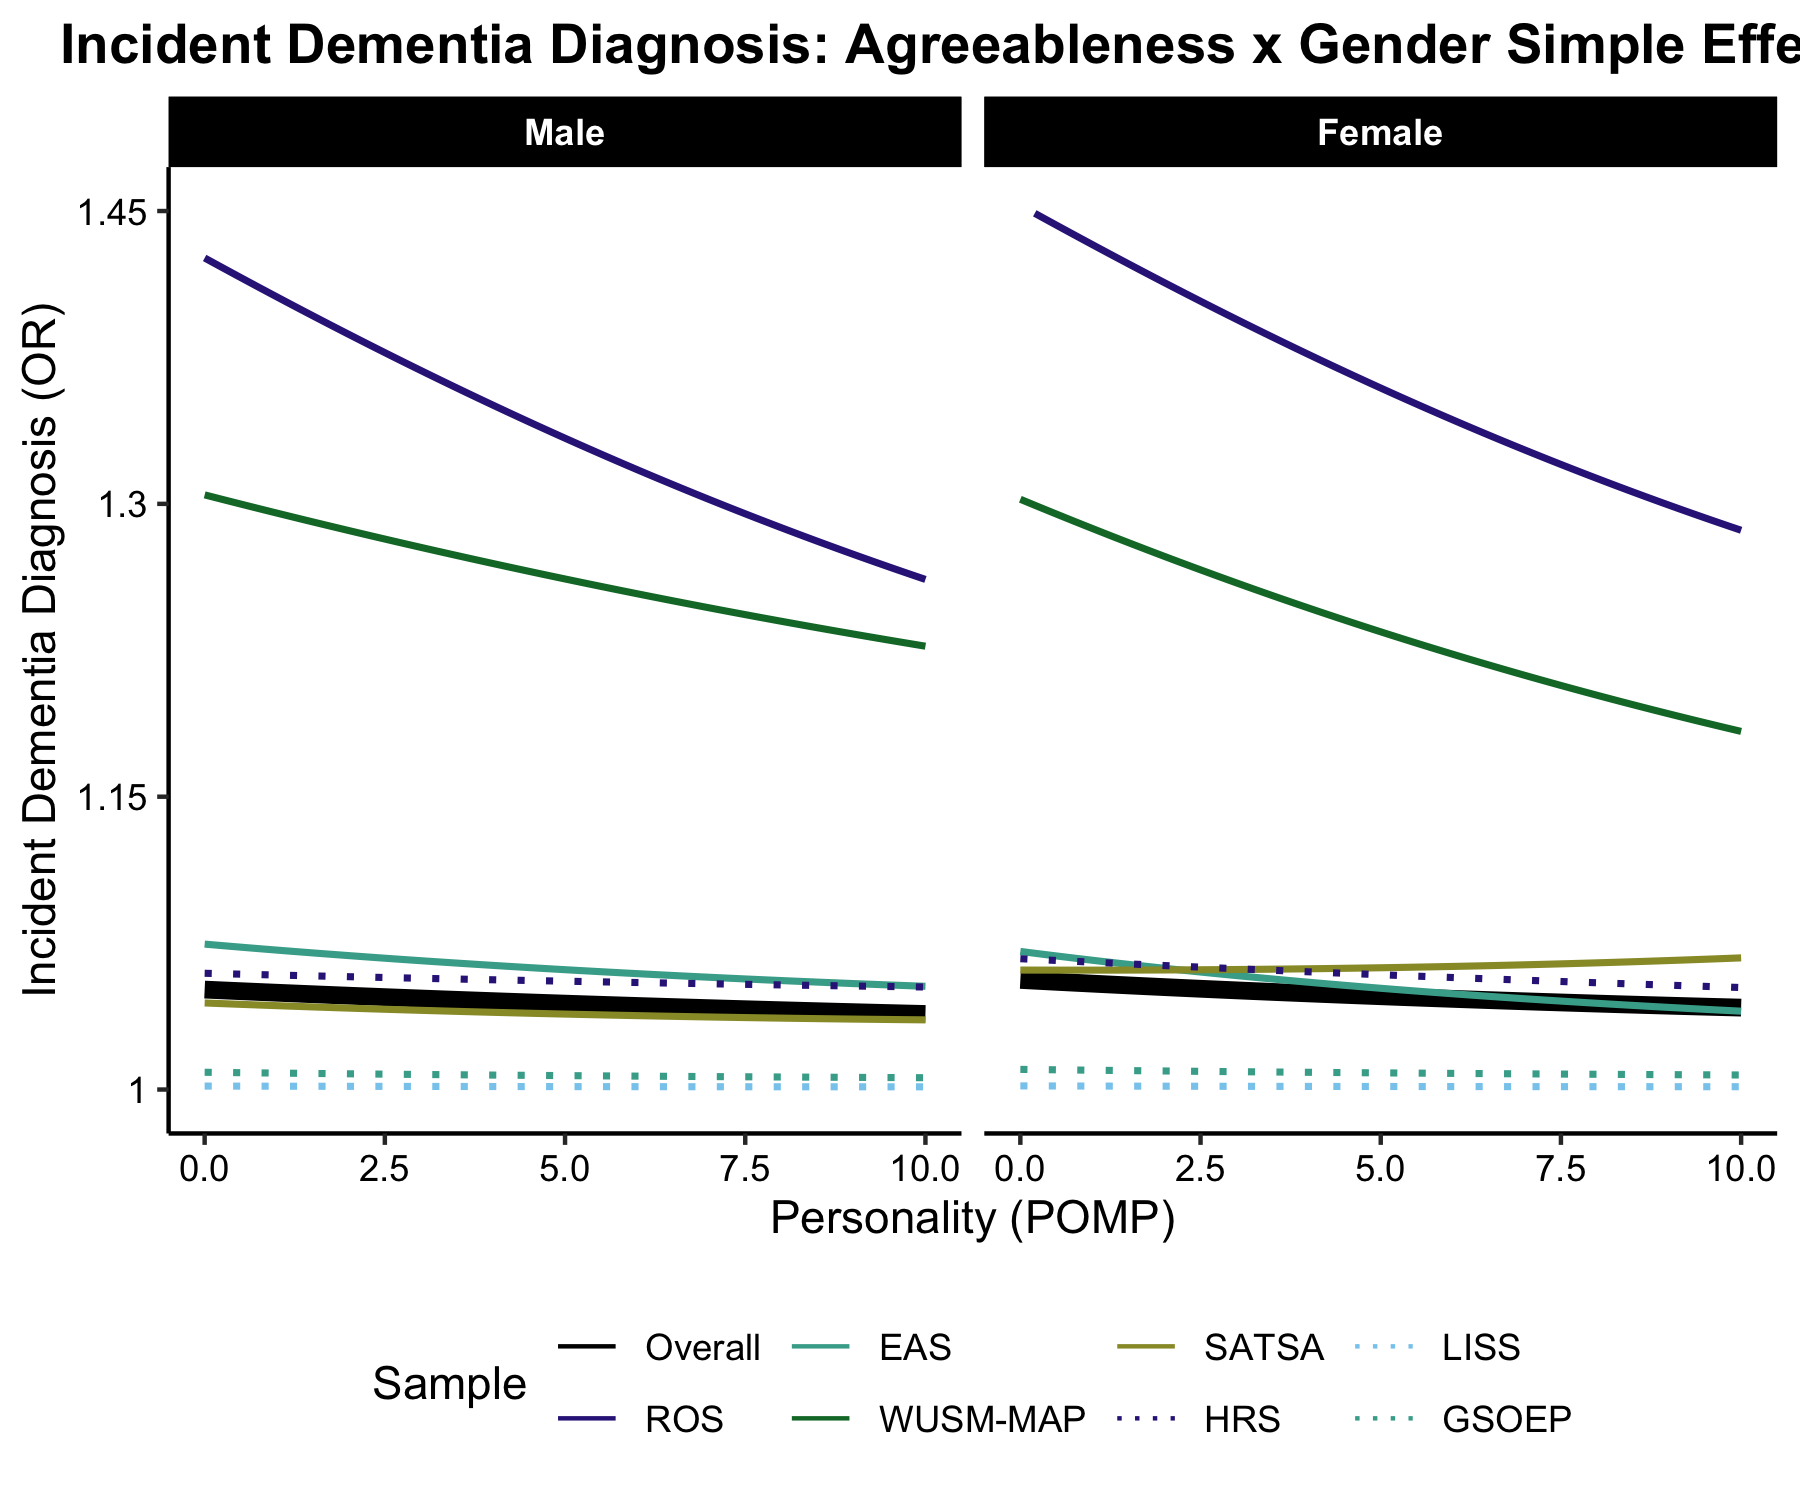 Incident Dementia Diagnosis: Agreeableness x Gender Simple Effe
Male
Female
Incident Dementia Diagnosis (OR)
1.45
1.3
1.15
1
0.0 2.5 5.0 7.5 10.0
0.0 2.5 5.0 7.5 10.0
Personality (POMP)
Sample
Overall EAS SATSA LISS
ROS WUSM-MAP HRS GSOEP